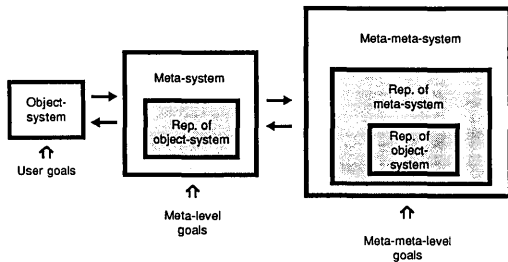 Object-
system
User goals
Meta-system
Rep. of
object-system
Meta-level
goals
Meta-meta-system
Rep. of
meta-system
Rep. of
object-
system
Meta-meta-level
goals